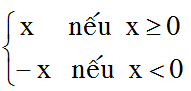 x nếu x ≥ 0
−x nếu x < 0